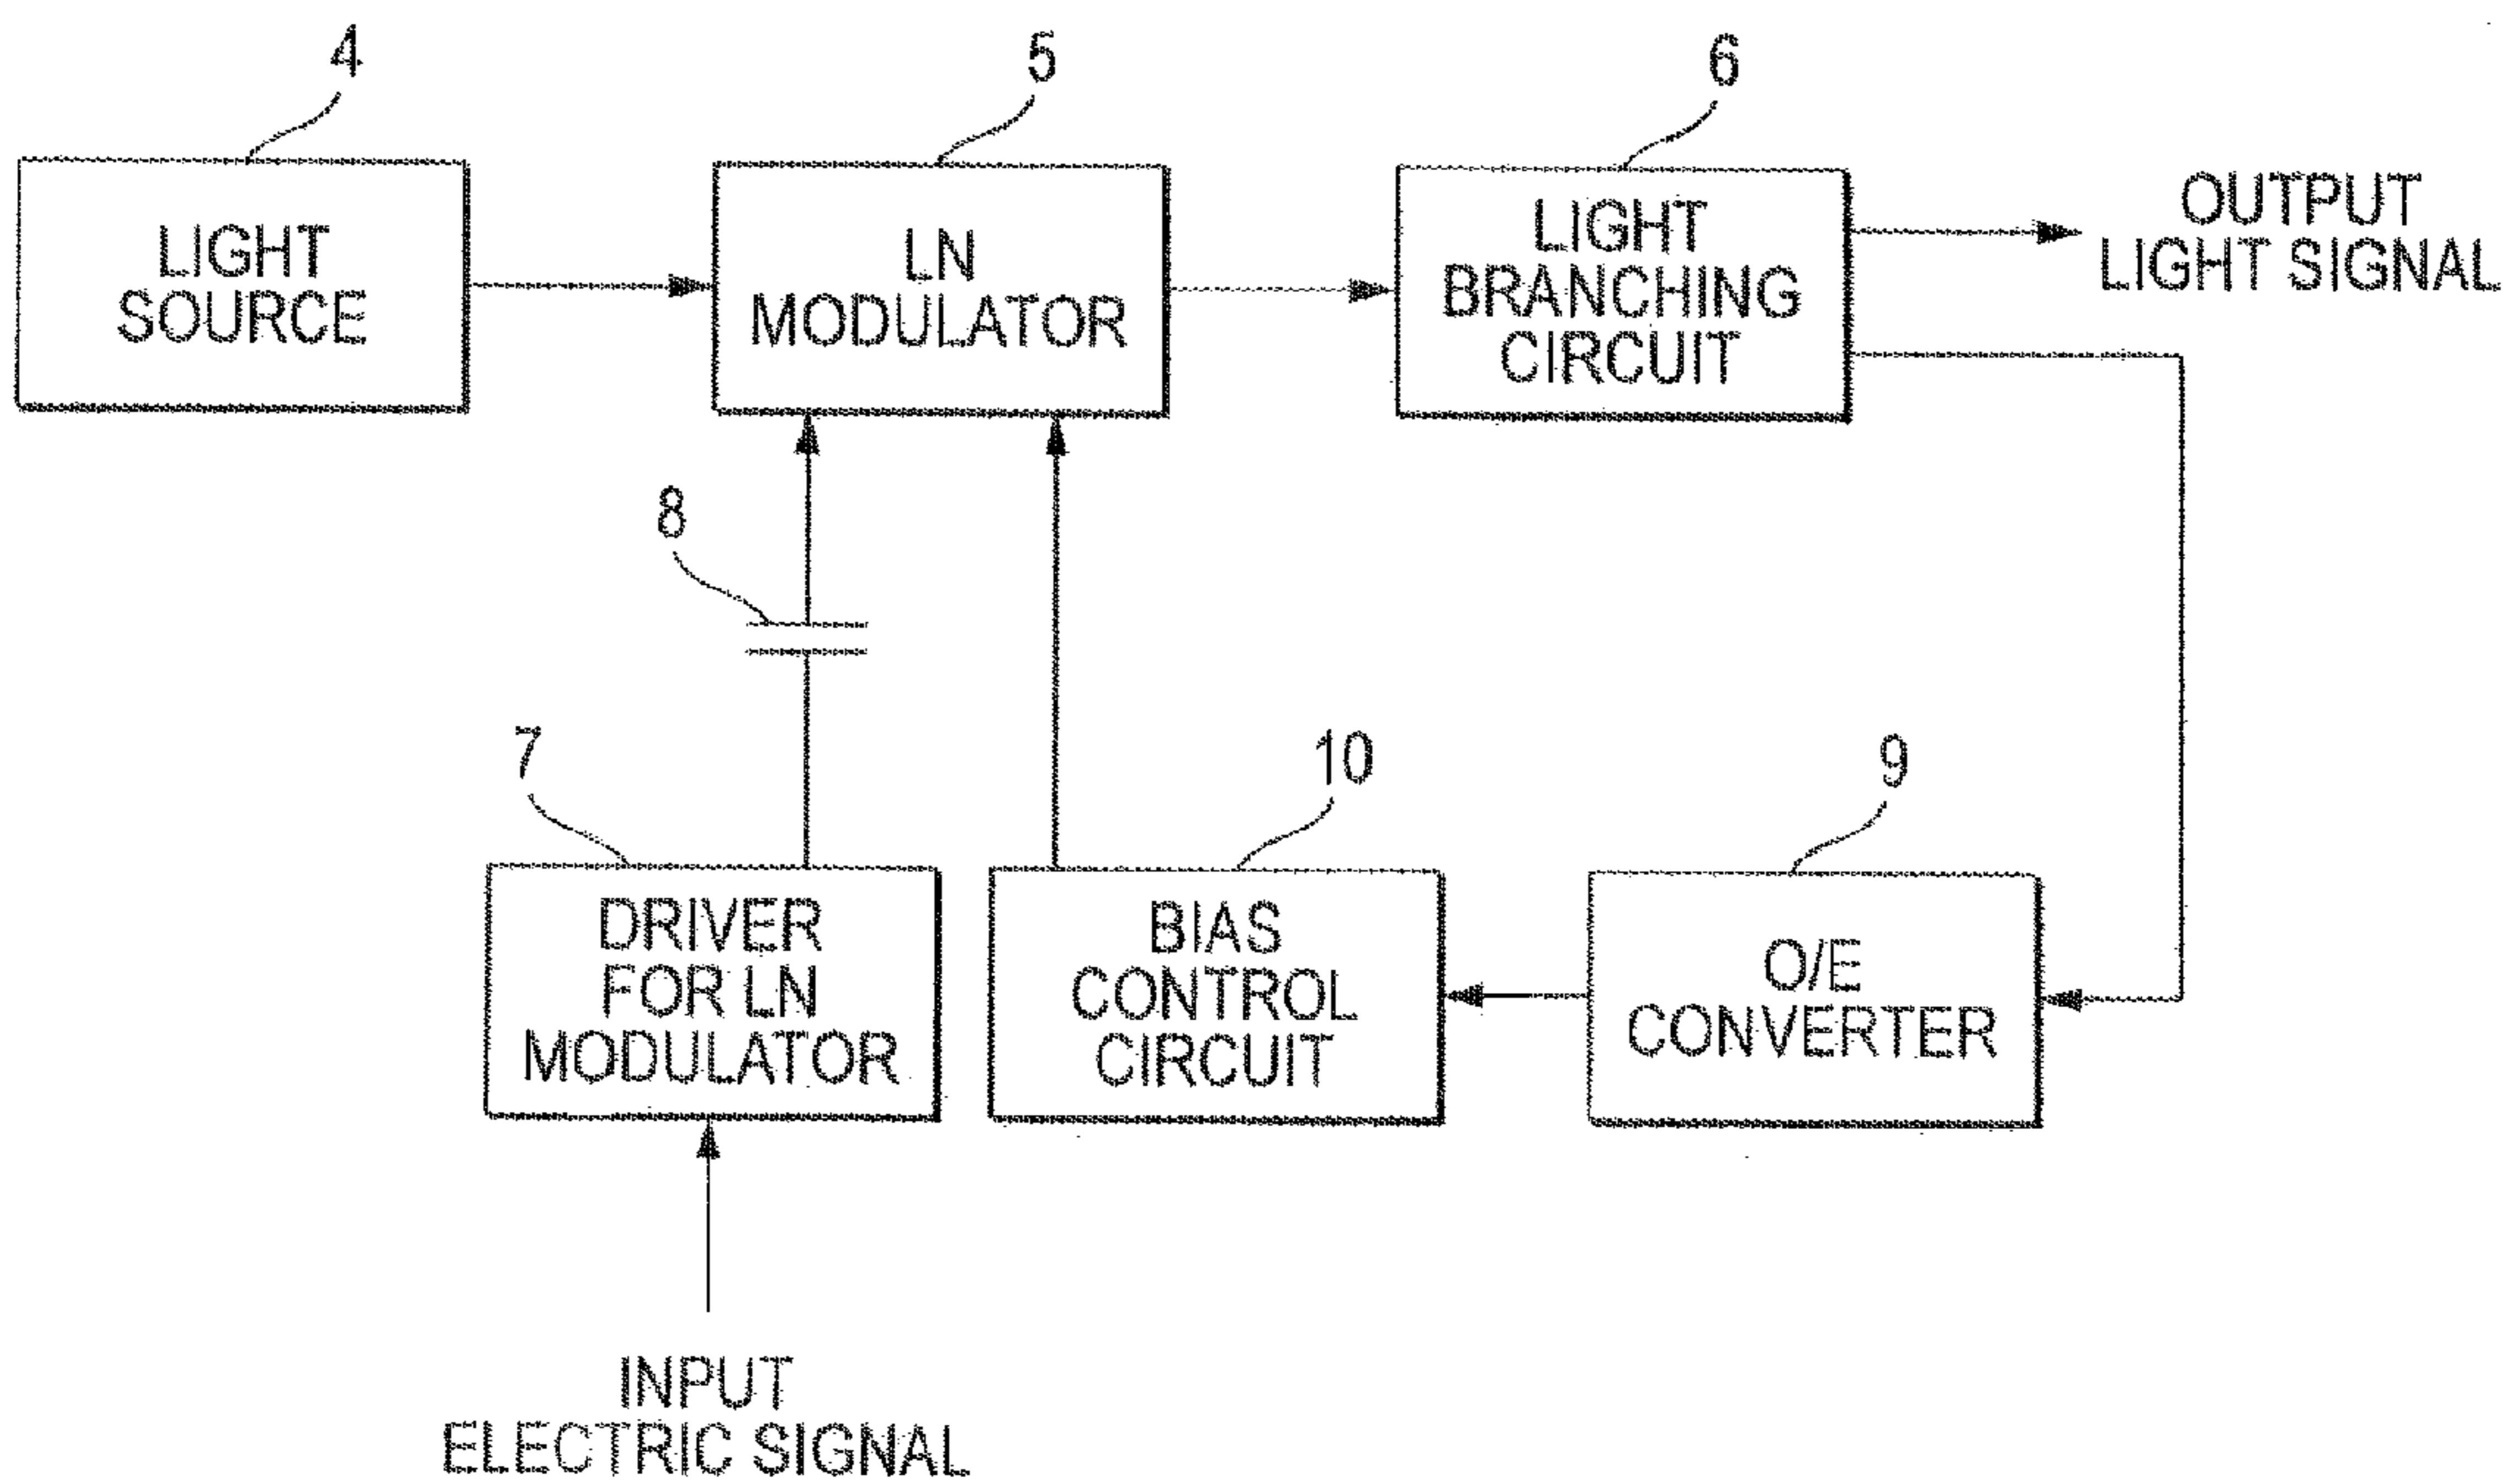 4
5
6
LIGHT
SOURCE
LN
MODULATOR
LIGHT
BRANCHING
CIRCUIT
OUTPUT
LIGHT SIGNAL
8
7
10
9
DRIVER
FOR LN
MODULATOR
BIAS
CONTROL
CIRCUIT
O/E
CONVERTER
INPUT
ELECTRIC SIGNAL